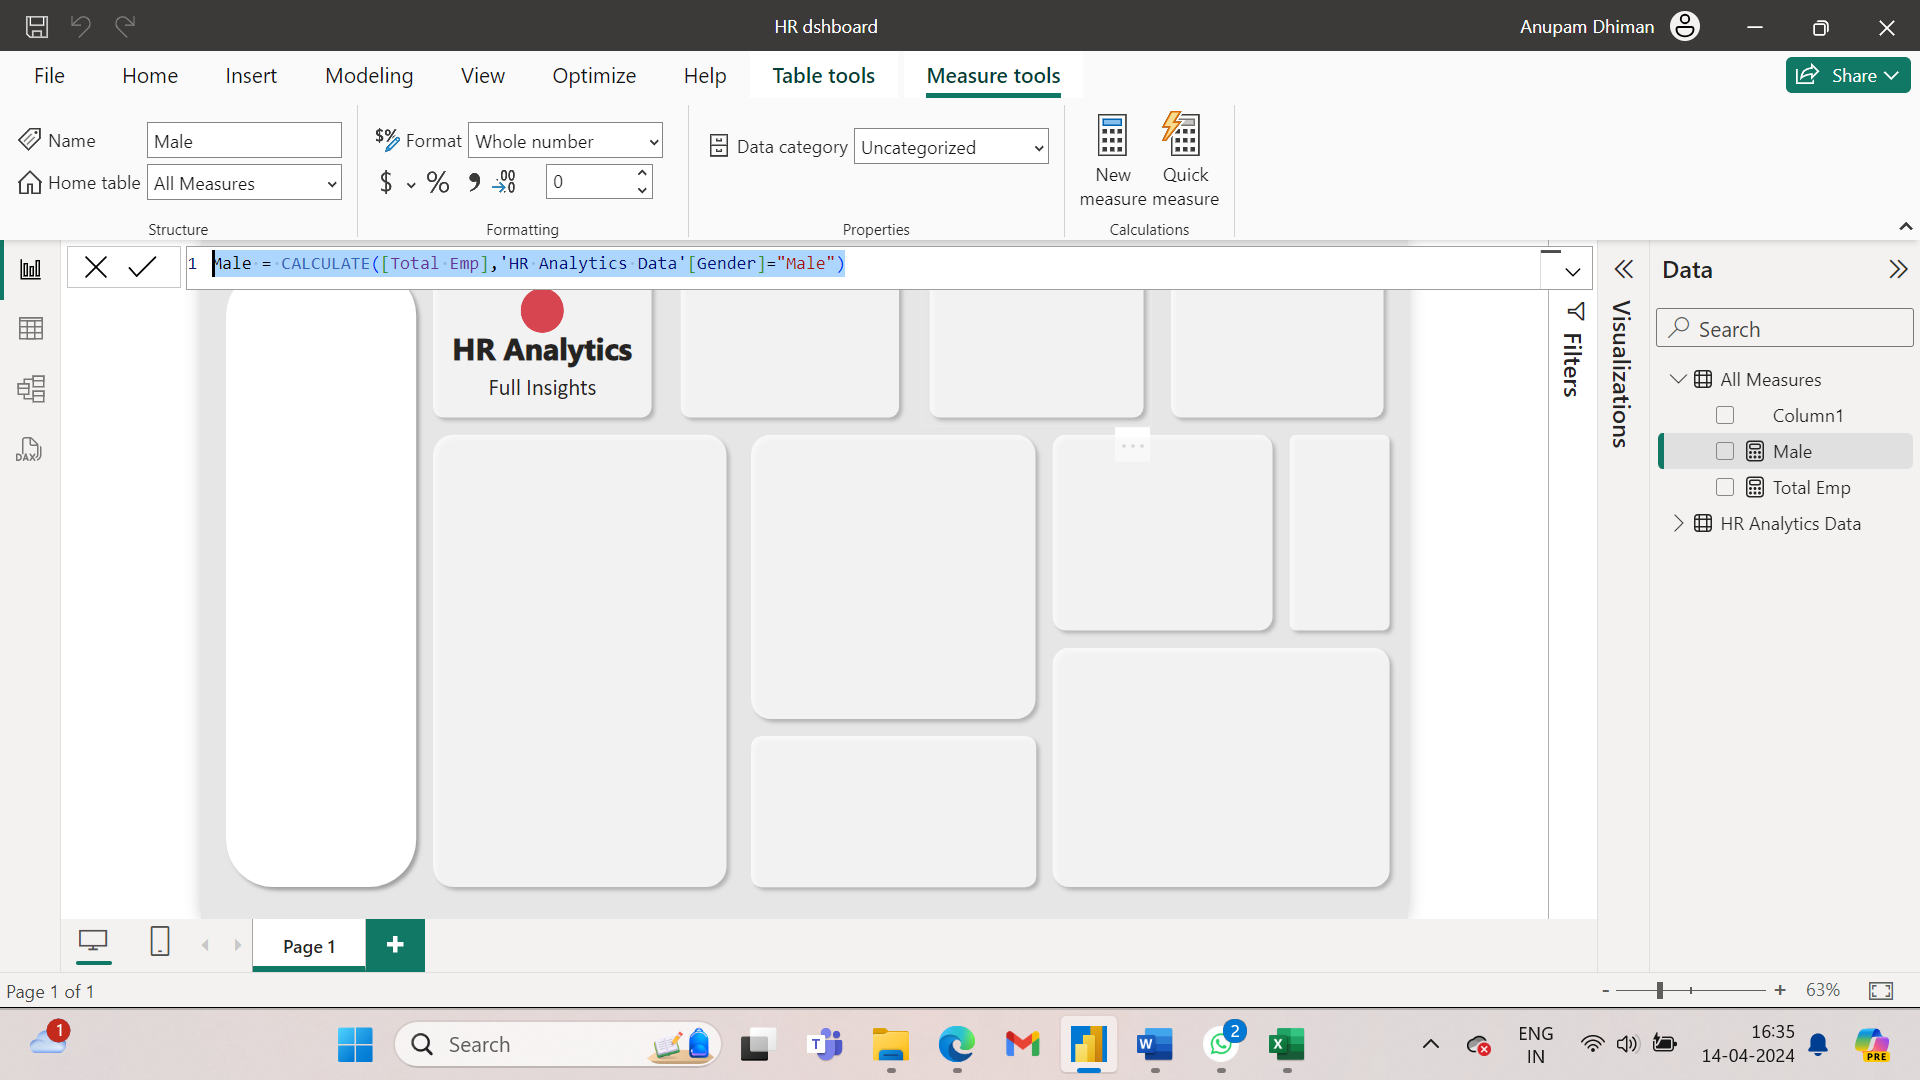 HR dshboard
Anupam Dhiman
File Home Insert Modeling View Optimize Help Table tools Measure tools
Share
Name Male
Home table All Measures
Structure
$% Format Whole number
$ % 9 .00 0
Formatting
Data category Uncategorized
Properties
New measure
Quick measure
Calculations
1 Male = CALCULATE([Total Emp],'HR Analytics Data'[Gender]="Male")
HR Analytics
Full Insights
Filters
Visualizations
Data
Search
All Measures
Column1
Male
Total Emp
HR Analytics Data
DAX
Page 1
+
Page 1 of 1
- + 63%
1
Search
T
W
2
X
ENG
IN
16:35
14-04-2024
PRE